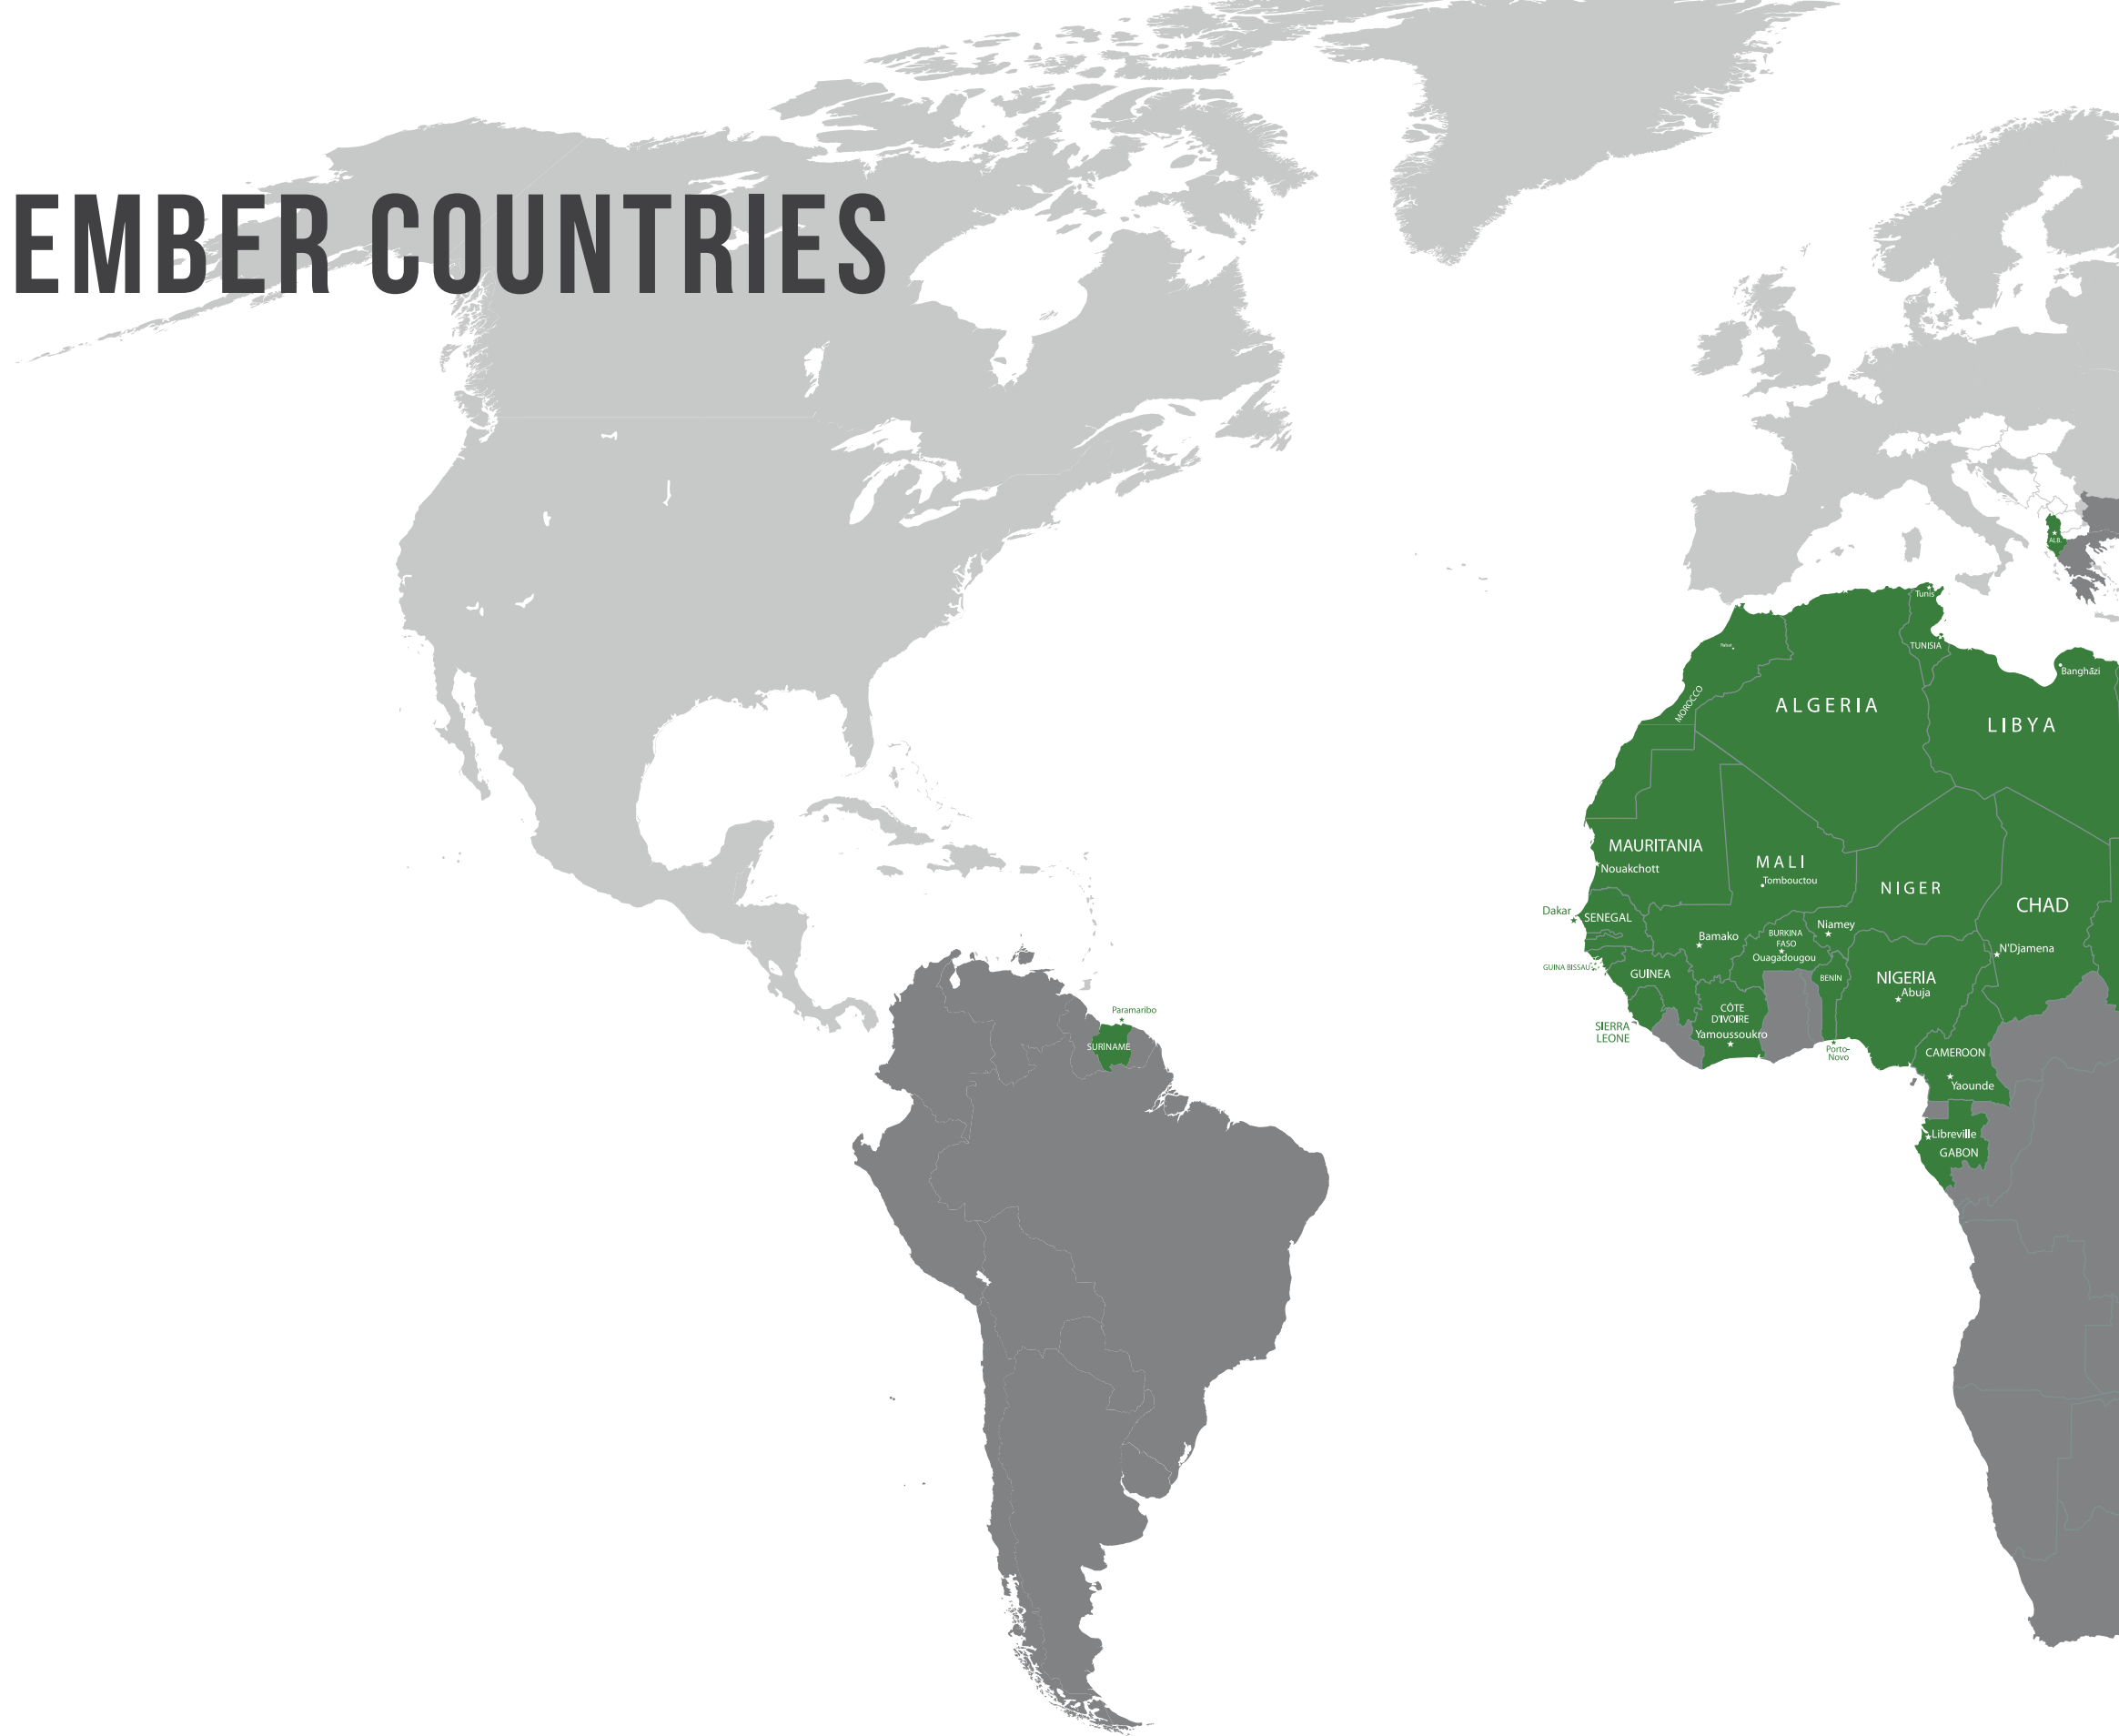 EMBER COUNTRIES
ALB.
Tunis
TUNISIA
Rabat
MOROCCO
Banghāzi
ALGERIA
LIBYA
MAURITANIA
Nouakchott
MALI
Tombouctou
NIGER
CHAD
Dakar
SENEGAL
Bamako
BURKINA
FASO
Ouagadougou
Niamey
N'Djamena
GUINA BISSAU
GUINEA
BENIN
NIGERIA
Abuja
CÔTE
D'IVOIRE
Yamoussoukro
SIERRA
LEONE
Porto-
Novo
CAMEROON
Yaounde
Libreville
GABON
Paramaribo
SURINAME